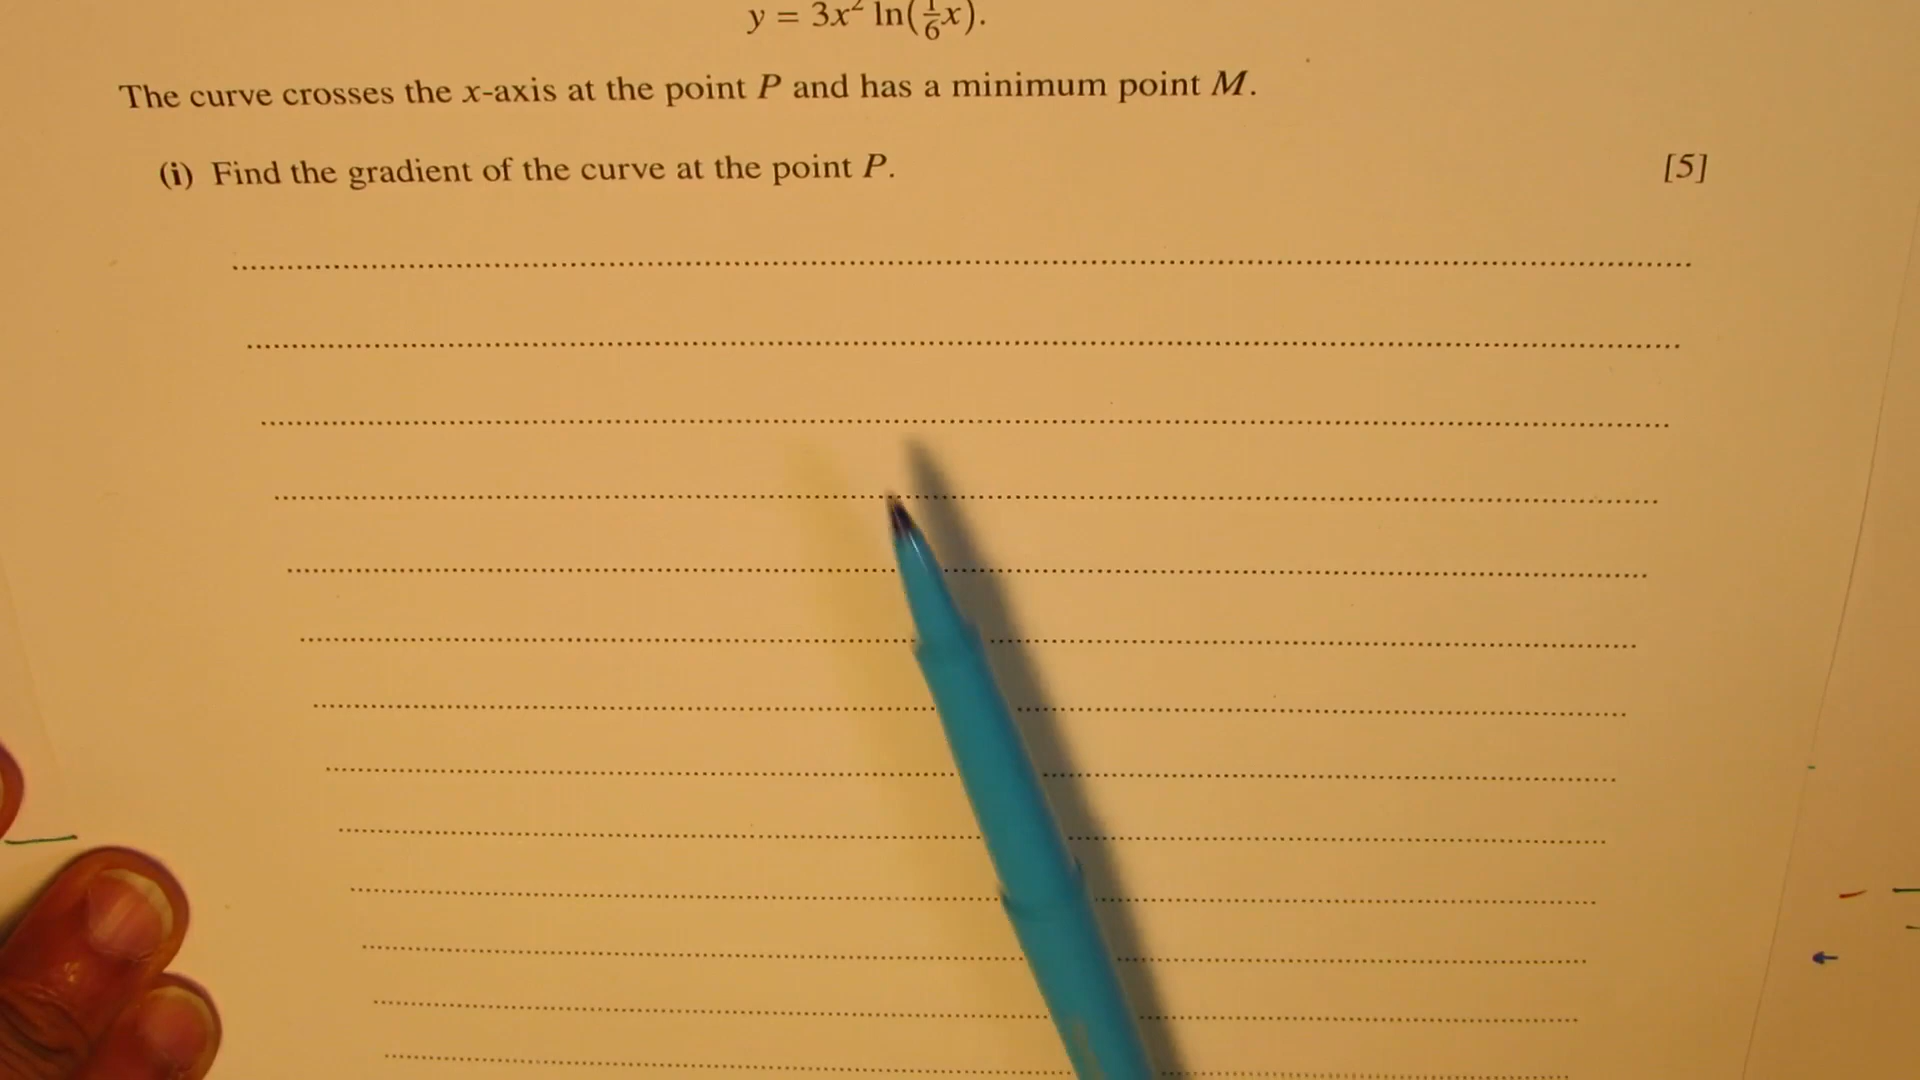 y = 3x² ln(1/6 x).
The curve crosses the x-axis at the point P and has a minimum point M.
(i) Find the gradient of the curve at the point P. [5]